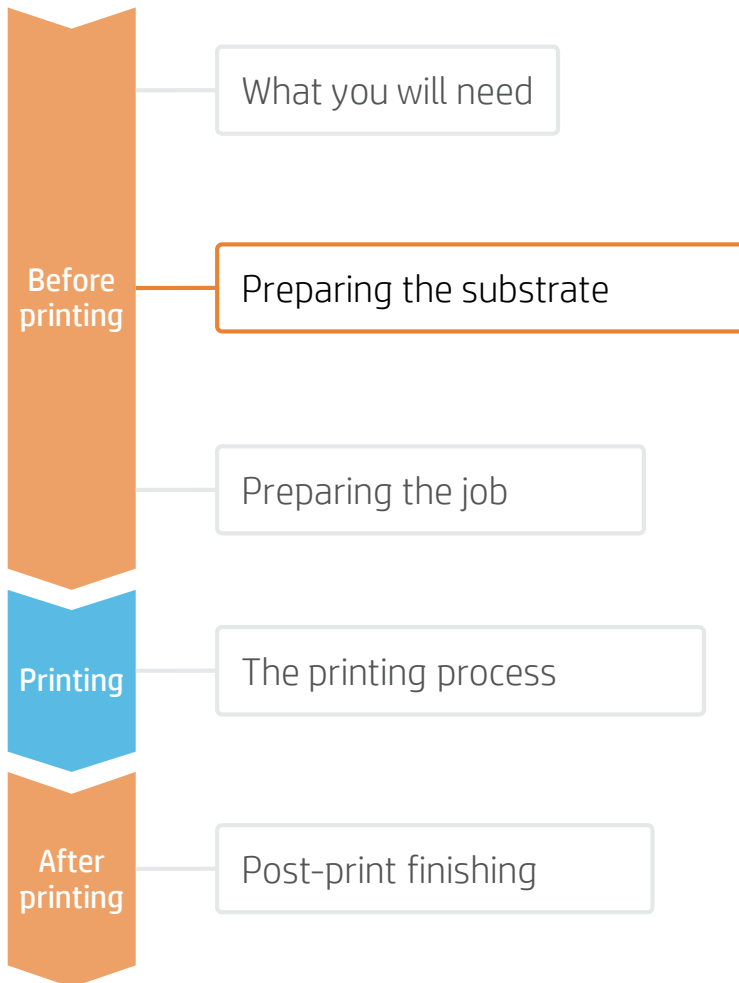 What you will need
Before
printing
Preparing the substrate
Preparing the job
Printing
The printing process
After
printing
Post-print finishing